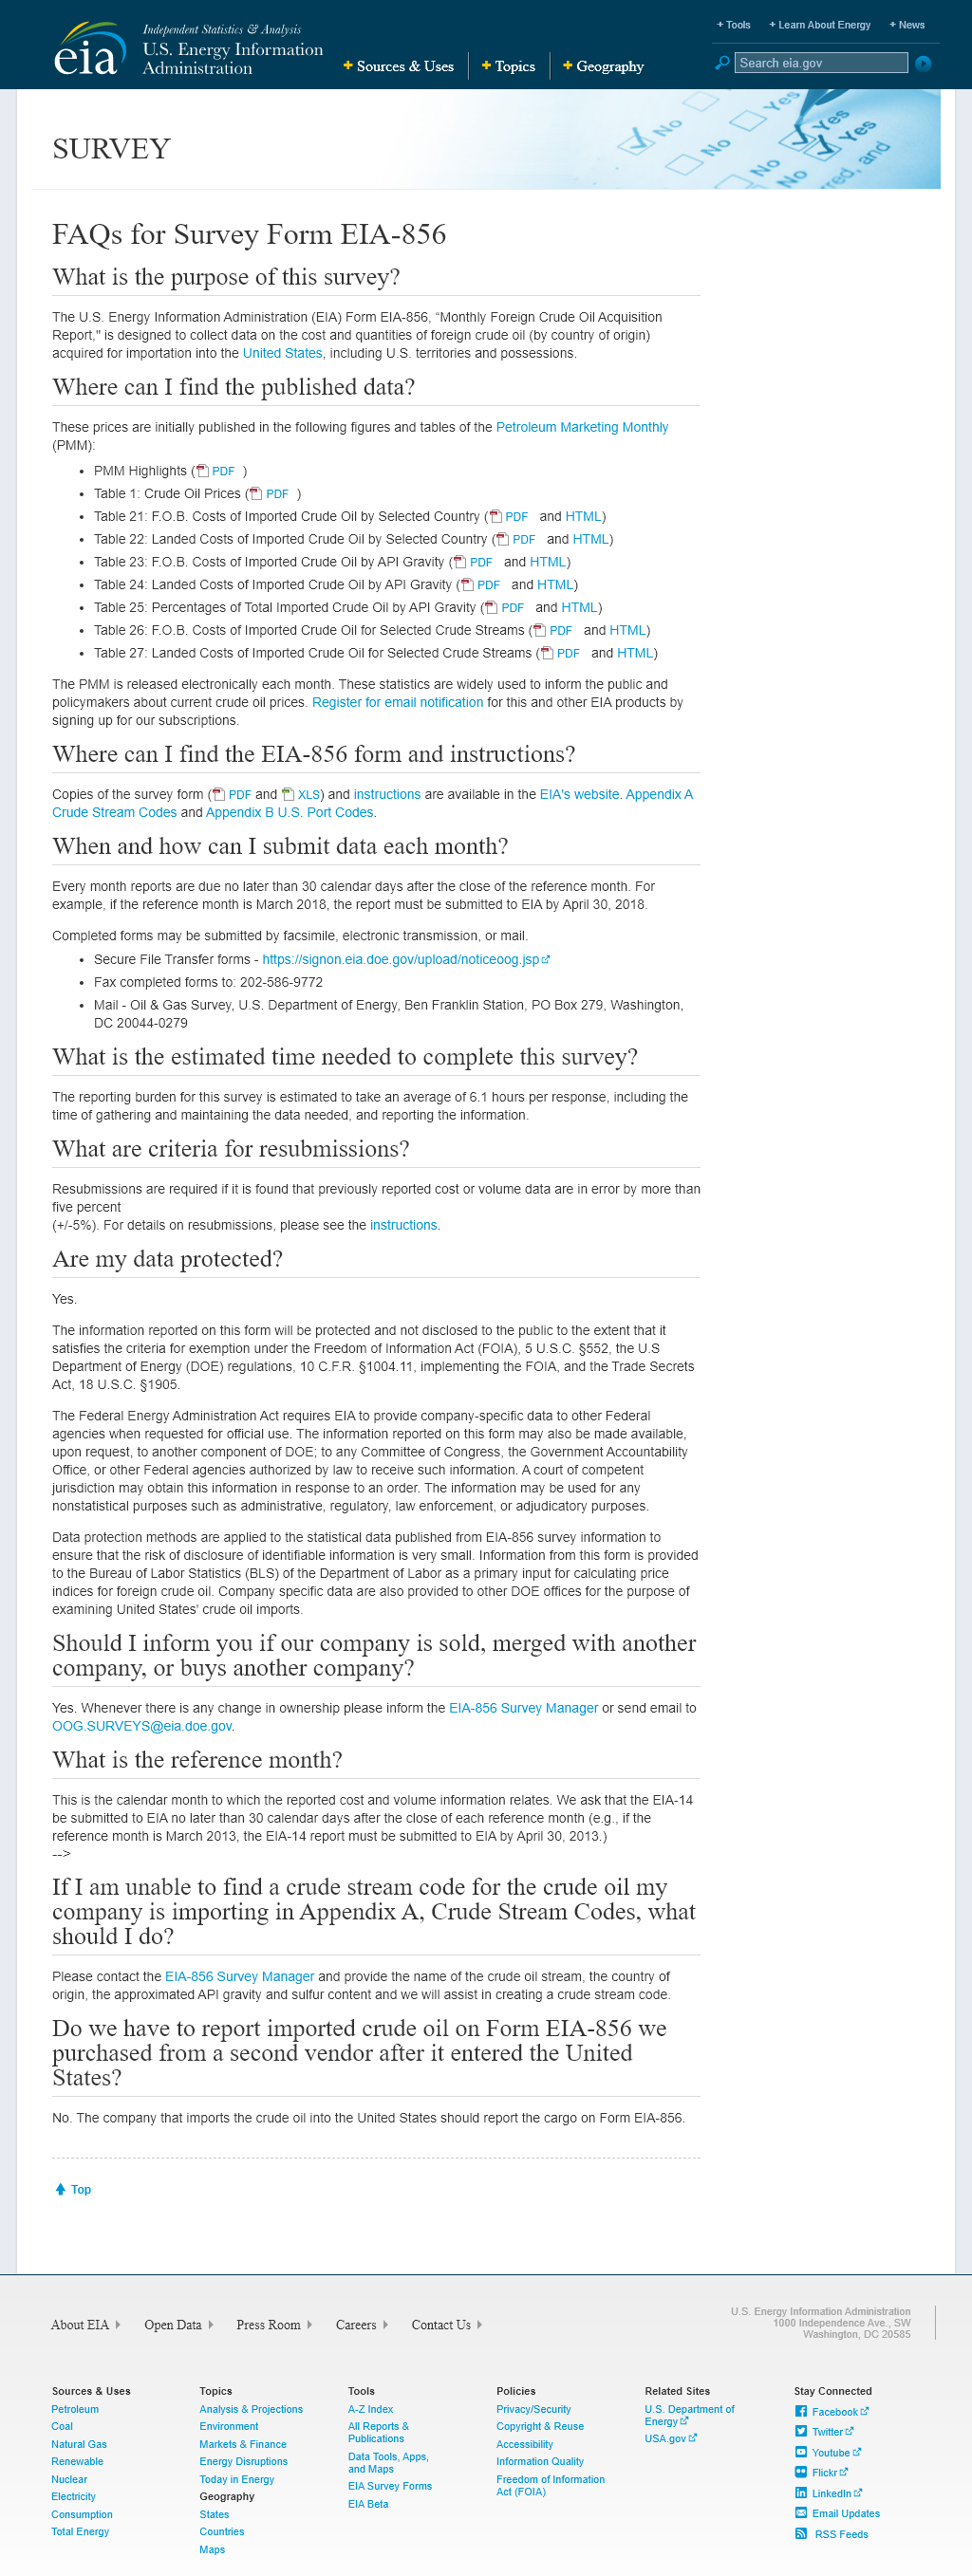 eia
Independent Statistics & Analysis
U.S. Energy Information
Administration
+ Sources & Uses
+ Topics
+ Geography
+ Tools
+ Learn About Energy
+ News
Search eia.gov
SURVEY
Yes
No
Yes
No
No
Yes
FAQs for Survey Form EIA-856
What is the purpose of this survey?
The U.S. Energy Information Administration (EIA) Form EIA-856, “Monthly Foreign Crude Oil Acquisition
Report," is designed to collect data on the cost and quantities of foreign crude oil (by country of origin)
acquired for importation into the United States, including U.S. territories and possessions.
Where can I find the published data?
These prices are initially published in the following figures and tables of the Petroleum Marketing Monthly
(PMM):
• PMM Highlights ( PDF )
• Table 1: Crude Oil Prices ( PDF )
• Table 21: F.O.B. Costs of Imported Crude Oil by Selected Country ( PDF and HTML)
• Table 22: Landed Costs of Imported Crude Oil by Selected Country ( PDF and HTML)
• Table 23: F.O.B. Costs of Imported Crude Oil by API Gravity ( PDF and HTML)
• Table 24: Landed Costs of Imported Crude Oil by API Gravity ( PDF and HTML)
• Table 25: Percentages of Total Imported Crude Oil by API Gravity ( PDF and HTML)
• Table 26: F.O.B. Costs of Imported Crude Oil for Selected Crude Streams ( PDF and HTML)
• Table 27: Landed Costs of Imported Crude Oil for Selected Crude Streams ( PDF and HTML)
The PMM is released electronically each month. These statistics are widely used to inform the public and
policymakers about current crude oil prices. Register for email notification for this and other EIA products by
signing up for our subscriptions.
Where can I find the EIA-856 form and instructions?
Copies of the survey form ( PDF and XLS) and instructions are available in the EIA's website. Appendix A
Crude Stream Codes and Appendix B U.S. Port Codes.
When and how can I submit data each month?
Every month reports are due no later than 30 calendar days after the close of the reference month. For
example, if the reference month is March 2018, the report must be submitted to EIA by April 30, 2018.
Completed forms may be submitted by facsimile, electronic transmission, or mail.
• Secure File Transfer forms - https://signon.eia.doe.gov/upload/noticeoog.jsp
• Fax completed forms to: 202-586-9772
• Mail - Oil & Gas Survey, U.S. Department of Energy, Ben Franklin Station, PO Box 279, Washington,
DC 20044-0279
What is the estimated time needed to complete this survey?
The reporting burden for this survey is estimated to take an average of 6.1 hours per response, including the
time of gathering and maintaining the data needed, and reporting the information.
What are criteria for resubmissions?
Resubmissions are required if it is found that previously reported cost or volume data are in error by more than
five percent
(+/-5%). For details on resubmissions, please see the instructions.
Are my data protected?
Yes.
The information reported on this form will be protected and not disclosed to the public to the extent that it
satisfies the criteria for exemption under the Freedom of Information Act (FOIA), 5 U.S.C. §552, the U.S
Department of Energy (DOE) regulations, 10 C.F.R. §1004.11, implementing the FOIA, and the Trade Secrets
Act, 18 U.S.C. §1905.
The Federal Energy Administration Act requires EIA to provide company-specific data to other Federal
agencies when requested for official use. The information reported on this form may also be made available,
upon request, to another component of DOE; to any Committee of Congress, the Government Accountability
Office, or other Federal agencies authorized by law to receive such information. A court of competent
jurisdiction may obtain this information in response to an order. The information may be used for any
nonstatistical purposes such as administrative, regulatory, law enforcement, or adjudicatory purposes.
Data protection methods are applied to the statistical data published from EIA-856 survey information to
ensure that the risk of disclosure of identifiable information is very small. Information from this form is provided
to the Bureau of Labor Statistics (BLS) of the Department of Labor as a primary input for calculating price
indices for foreign crude oil. Company specific data are also provided to other DOE offices for the purpose of
examining United States' crude oil imports.
Should I inform you if our company is sold, merged with another
company, or buys another company?
Yes. Whenever there is any change in ownership please inform the EIA-856 Survey Manager or send email to
OOG.SURVEYS@eia.doe.gov.
What is the reference month?
This is the calendar month to which the reported cost and volume information relates. We ask that the EIA-14
be submitted to EIA no later than 30 calendar days after the close of each reference month (e.g., if the
reference month is March 2013, the EIA-14 report must be submitted to EIA by April 30, 2013.)
-->
If I am unable to find a crude stream code for the crude oil my
company is importing in Appendix A, Crude Stream Codes, what
should I do?
Please contact the EIA-856 Survey Manager and provide the name of the crude oil stream, the country of
origin, the approximated API gravity and sulfur content and we will assist in creating a crude stream code.
Do we have to report imported crude oil on Form EIA-856 we
purchased from a second vendor after it entered the United
States?
No. The company that imports the crude oil into the United States should report the cargo on Form EIA-856.
Top
About EIA
Open Data
Press Room
Careers
Contact Us
U.S. Energy Information Administration
1000 Independence Ave., SW
Washington, DC 20585
Sources & Uses
Petroleum
Coal
Natural Gas
Renewable
Nuclear
Electricity
Consumption
Total Energy
Topics
Analysis & Projections
Environment
Markets & Finance
Energy Disruptions
Today in Energy
Geography
States
Countries
Maps
Tools
A-Z Index
All Reports &
Publications
Data Tools, Apps,
and Maps
EIA Survey Forms
EIA Beta
Policies
Privacy/Security
Copyright & Reuse
Accessibility
Information Quality
Freedom of Information
Act (FOIA)
Related Sites
U.S. Department of
Energy
USA.gov
Stay Connected
Facebook
Twitter
Youtube
Flickr
LinkedIn
Email Updates
RSS Feeds